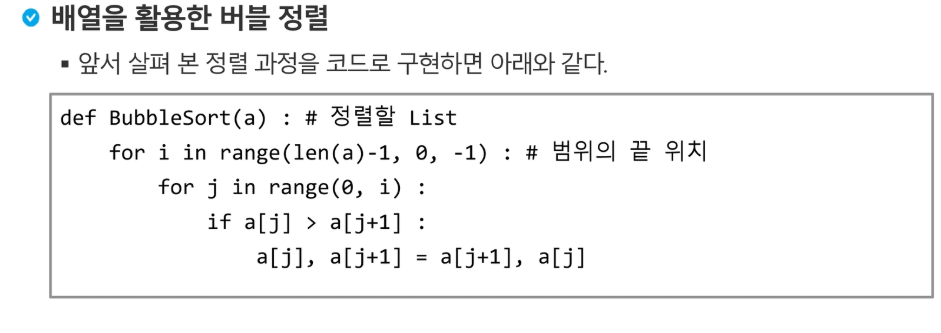 배열을 활용한 버블 정렬
▪ 앞서 살펴 본 정렬 과정을 코드로 구현하면 아래와 같다.
def BubbleSort(a) : # 정렬할 List
    for i in range(len(a)-1, 0, -1) : # 범위의 끝 위치
        for j in range(0, i) :
            if a[j] > a[j+1] :
                a[j], a[j+1] = a[j+1], a[j]